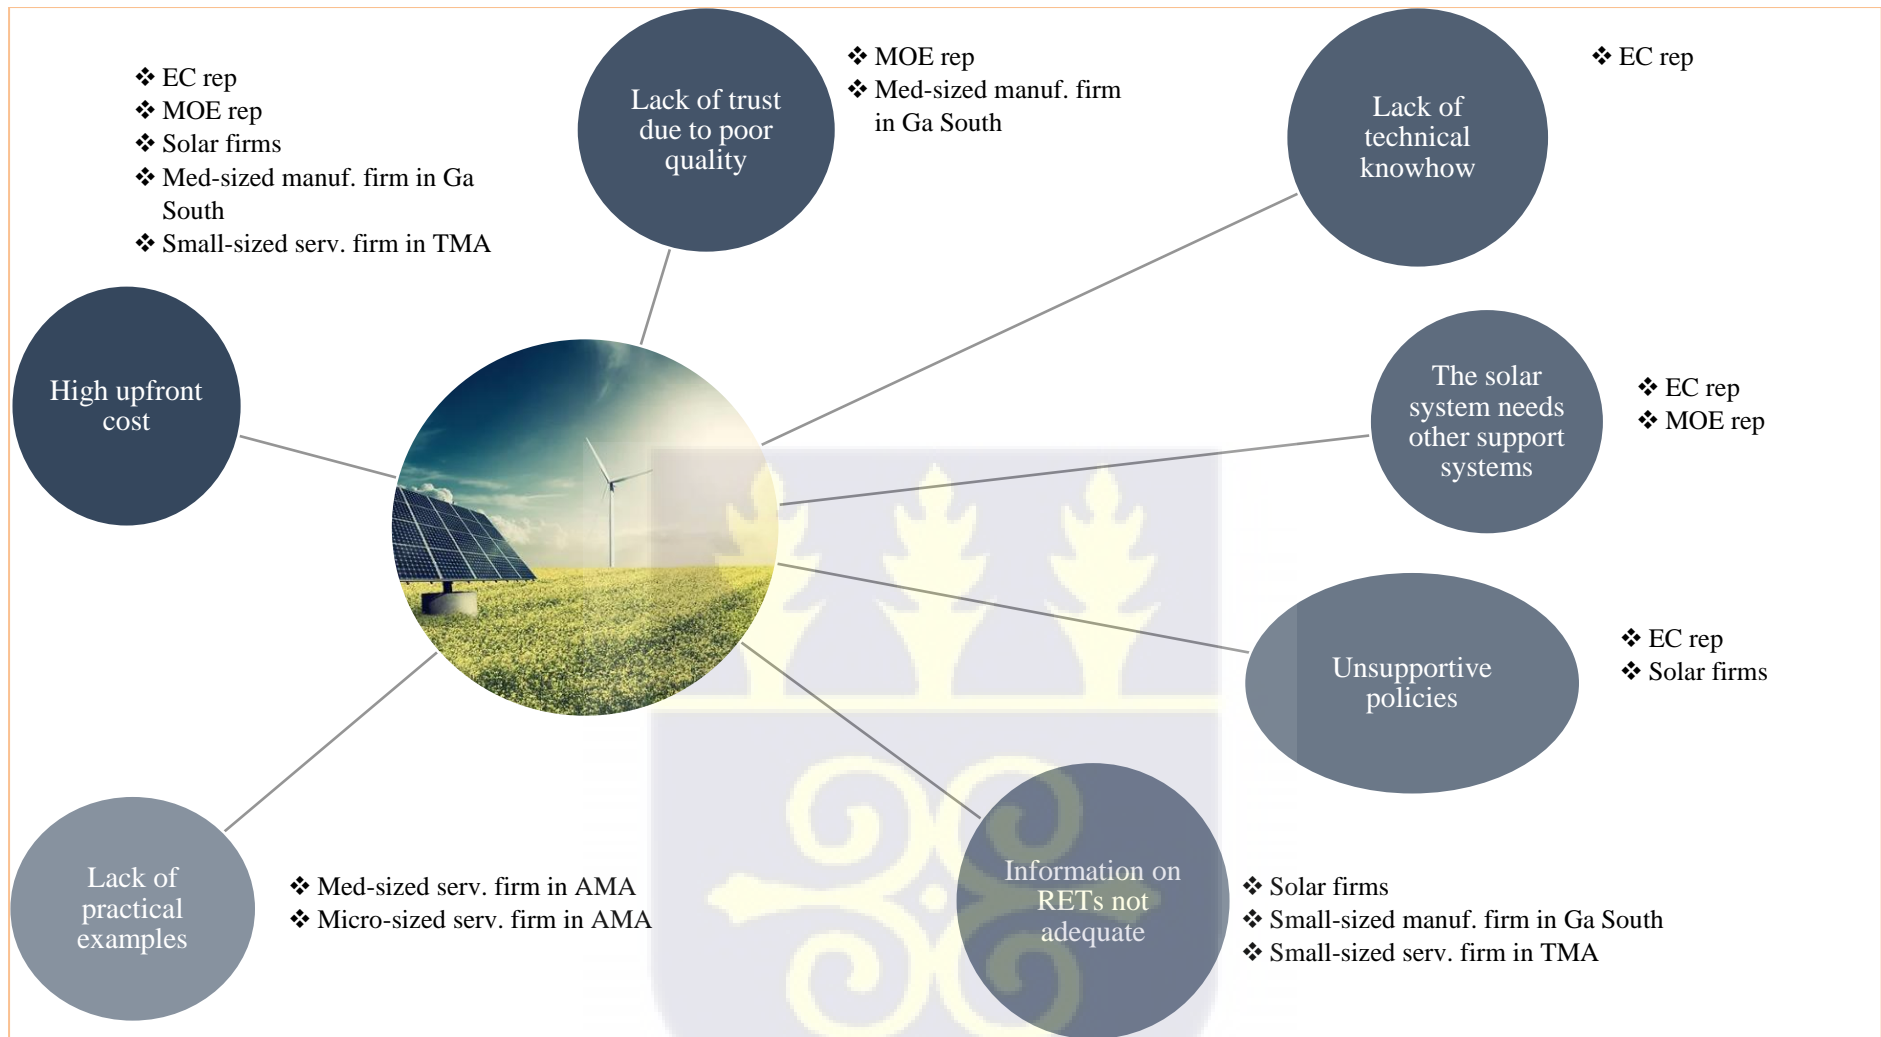 ❖ EC rep
❖ MOE rep
❖ Solar firms
❖ Med-sized manuf. firm in Ga
South
❖ Small-sized serv. firm in TMA
High upfront
cost
Lack of trust
due to poor
quality
❖ MOE rep
❖ Med-sized manuf. firm
in Ga South
Lack of
technical
knowhow
❖ EC rep
The solar
system needs
other support
systems
❖ EC rep
❖ MOE rep
Unsupportive
policies
❖ EC rep
❖ Solar firms
Information on
RETs not
adequate
❖ Solar firms
❖ Small-sized manuf. firm in Ga South
❖ Small-sized serv. firm in TMA
Lack of
practical
examples
❖ Med-sized serv. firm in AMA
❖ Micro-sized serv. firm in AMA